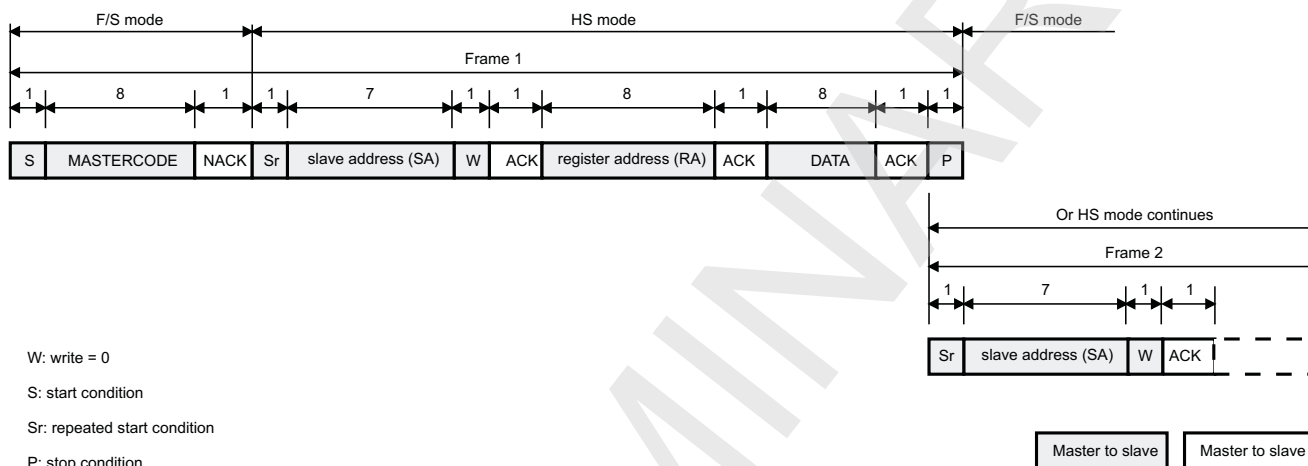 F/S mode HS mode F/S mode
Frame 1
1 8 1 1 7 1 1 8 1 8 1 1
S MASTERCODE NACK Sr slave address (SA) W ACK register address (RA) ACK DATA ACK P
Or HS mode continues
Frame 2
1 7 1 1
Sr slave address (SA) W ACK
W: write = 0
S: start condition
Sr: repeated start condition
P: stop condition
Master to slave Master to slave
MINAR